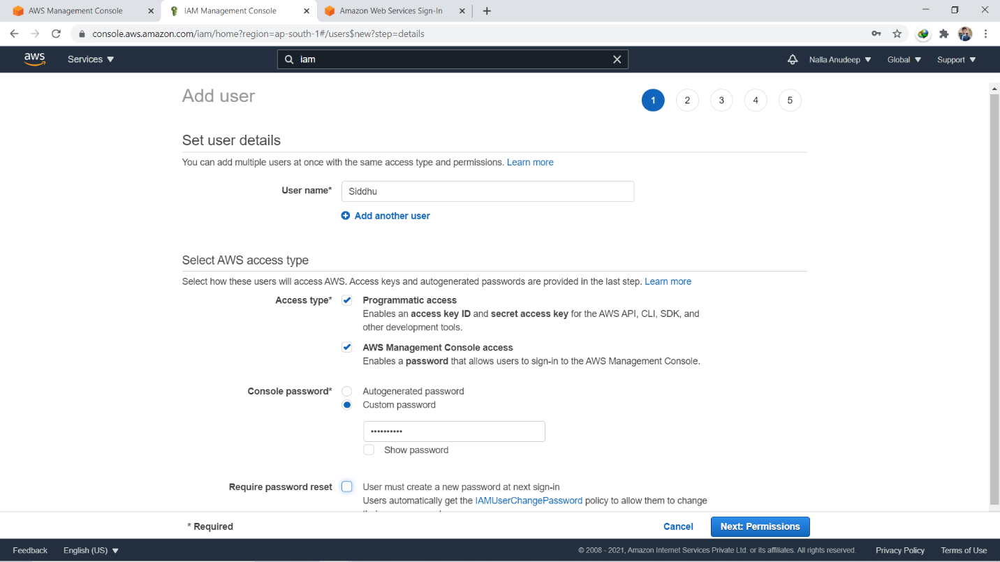 AWS Management Console
IAM Management Console
Amazon Web Services Sign-In
console.aws.amazon.com/iam/home?region=ap-south-1#/users$new?step=details
aws
Services
iam
Nalla Anudeep
Global
Support
Add user
1
2
3
4
5
Set user details
You can add multiple users at once with the same access type and permissions. Learn more
User name*
Siddhu
Add another user
Select AWS access type
Select how these users will access AWS. Access keys and autogenerated passwords are provided in the last step. Learn more
Access type*
Programmatic access
Enables an access key ID and secret access key for the AWS API, CLI, SDK, and
other development tools.
AWS Management Console access
Enables a password that allows users to sign-in to the AWS Management Console.
Console password*
Autogenerated password
Custom password
••••••••••
Show password
Require password reset
User must create a new password at next sign-in
Users automatically get the IAMUserChangePassword policy to allow them to change
* Required
Cancel
Next: Permissions
Feedback
English (US)
© 2008 - 2021, Amazon Internet Services Private Ltd. or its affiliates. All rights reserved.
Privacy Policy
Terms of Use